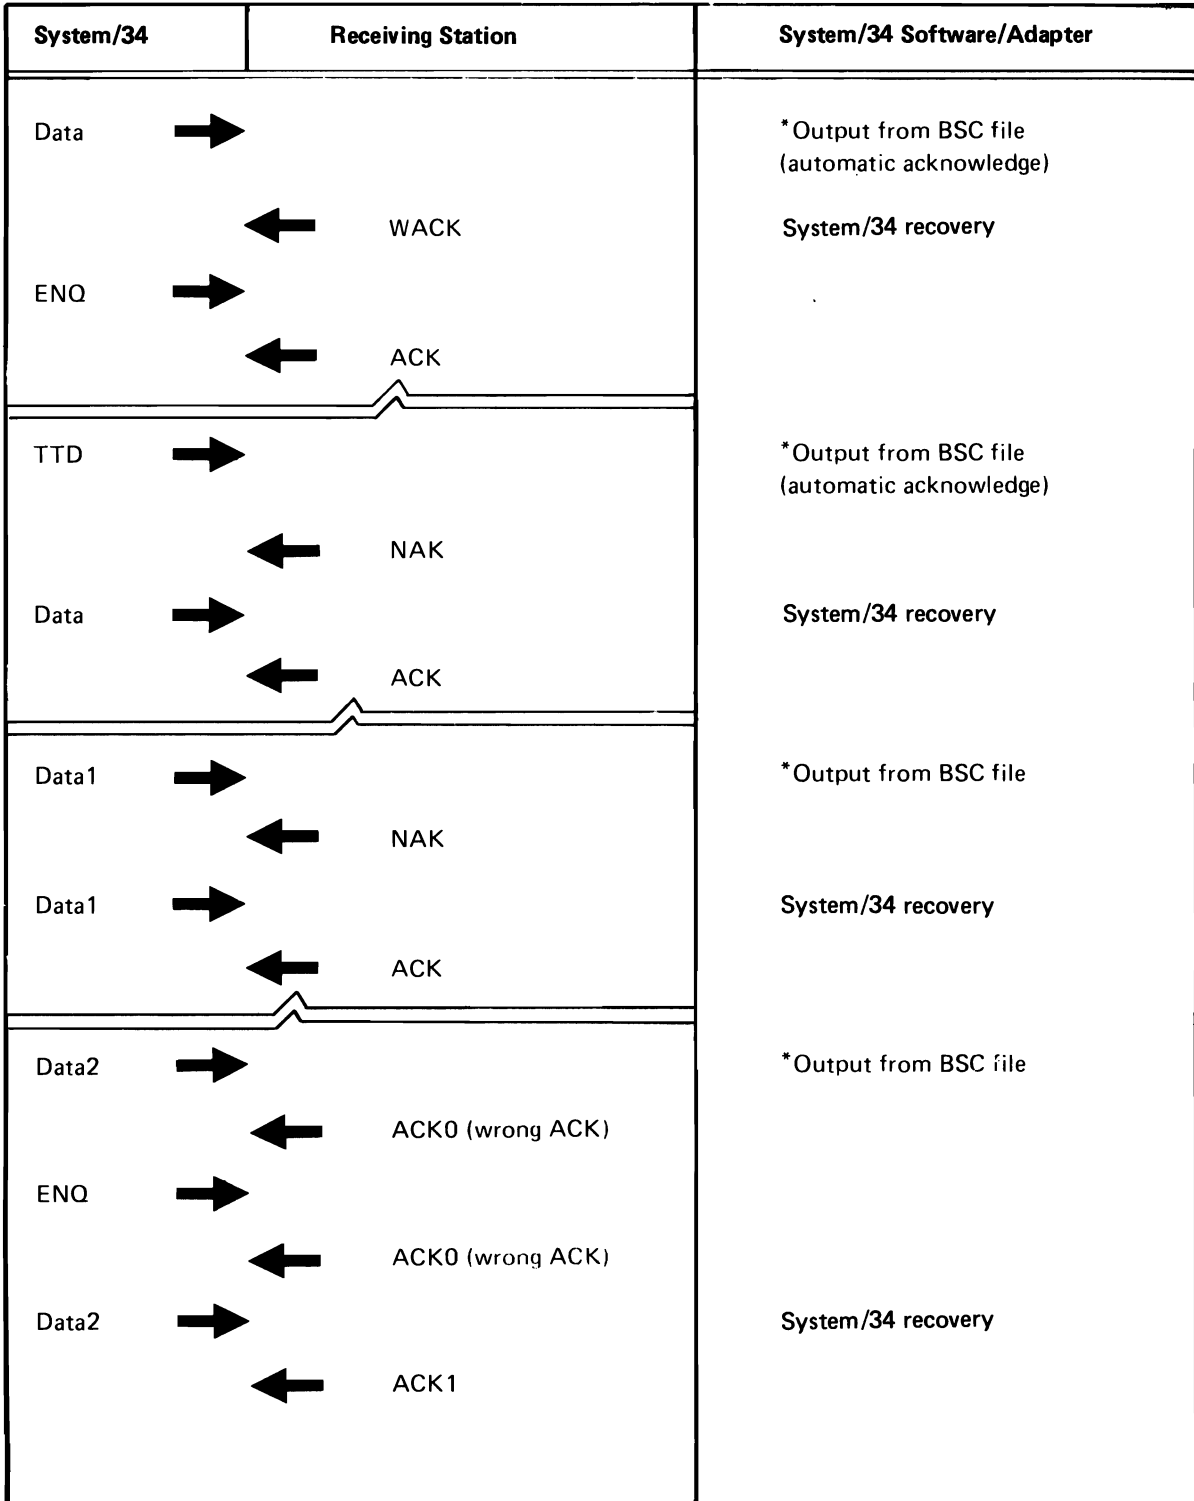 System/34 Receiving Station System/34 Software/Adapter
Data *Output from BSC file
(automatic acknowledge)
WACK System/34 recovery
ENQ
ACK
TTD *Output from BSC file
(automatic acknowledge)
NAK
Data System/34 recovery
ACK
Data1 *Output from BSC file
NAK
Data1 System/34 recovery
ACK
Data2 *Output from BSC file
ACK0 (wrong ACK)
ENQ
ACK0 (wrong ACK)
Data2 System/34 recovery
ACK1